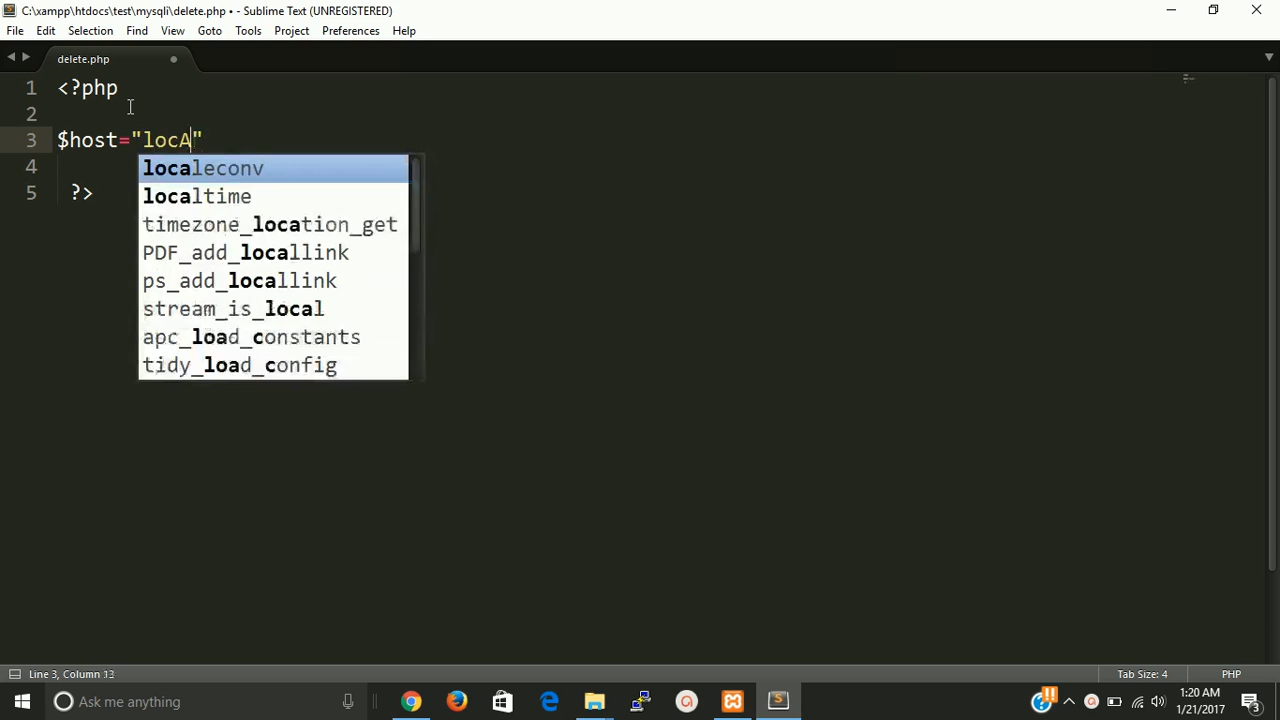 C:\xampp\htdocs\test\mysqli\delete.php • - Sublime Text (UNREGISTERED)
File Edit Selection Find View Goto Tools Project Preferences Help
delete.php
1 <?php
2
3 $host="locA"
4
5 ?>
localeconv
localtime
timezone_location_get
PDF_add_locallink
ps_add_locallink
stream_is_local
apc_load_constants
tidy_load_config
Line 3, Column 13 Tab Size: 4 PHP
Ask me anything
1:20 AM
1/21/2017
3